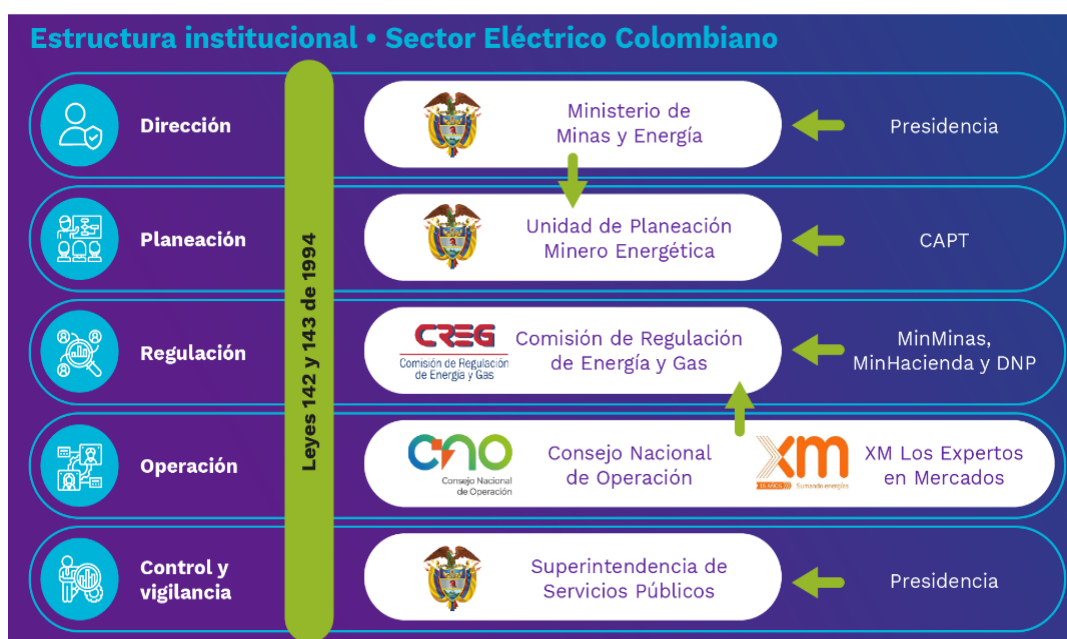 Estructura institucional • Sector Eléctrico Colombiano
Leyes 142 y 143 de 1994
Dirección
Ministerio de
Minas y Energía
Presidencia
Planeación
Unidad de Planeación
Minero Energética
CAPT
Regulación
CREG
Comisión de Regulación
de Energía y Gas
Comisión de Regulación
de Energía y Gas
MinMinas,
MinHacienda y DNP
Operación
cno
Consejo Nacional
de Operación
Consejo Nacional
de Operación
xm
Sumando energías
XM Los Expertos
en Mercados
Control y
vigilancia
Superintendencia de
Servicios Públicos
Presidencia